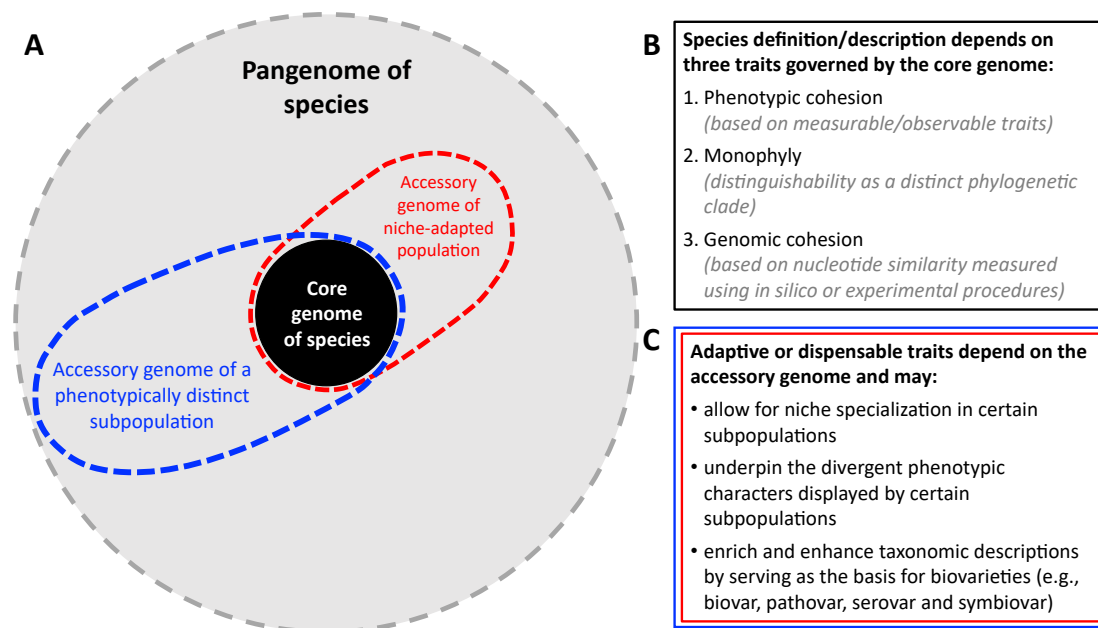 A
Pangenome of
species
Accessory
genome of
niche-adapted
population
Core
genome
of species
Accessory genome of a
phenotypically distinct
subpopulation
B
Species definition/description depends on
three traits governed by the core genome:
1. Phenotypic cohesion
(based on measurable/observable traits)
2. Monophyly
(distinguishability as a distinct phylogenetic
clade)
3. Genomic cohesion
(based on nucleotide similarity measured
using in silico or experimental procedures)
C
Adaptive or dispensable traits depend on the
accessory genome and may:
• allow for niche specialization in certain
subpopulations
• underpin the divergent phenotypic
characters displayed by certain
subpopulations
• enrich and enhance taxonomic descriptions
by serving as the basis for biovarieties (e.g.,
biovar, pathovar, serovar and symbiovar)